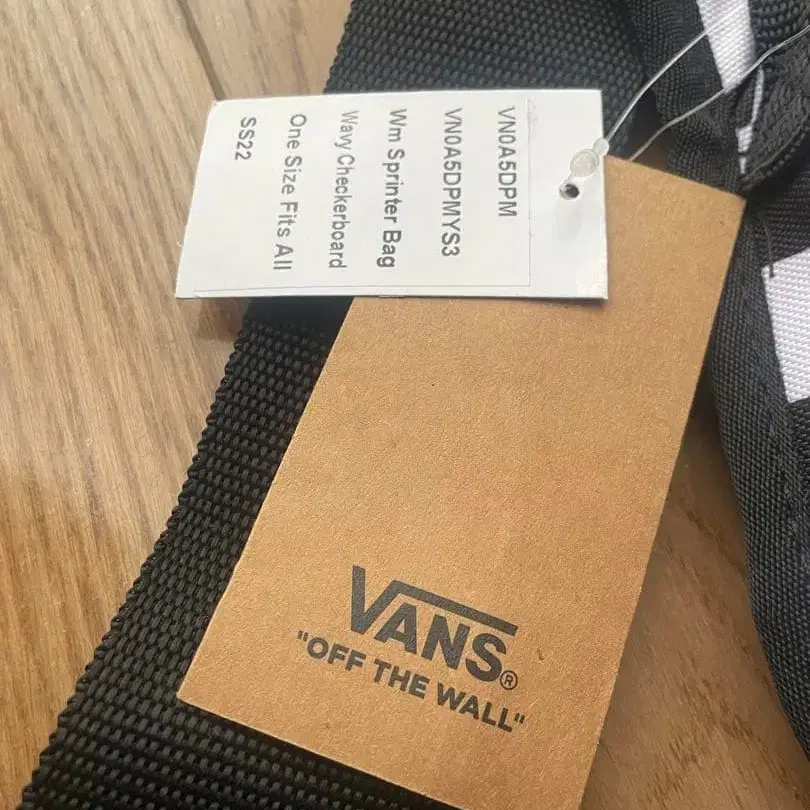 VN0A5DPM
VN0A5DPMYS3
Wm Sprinter Bag
Wavy Checkerboard
One Size Fits All
SS22
VANS®
"OFF THE WALL"